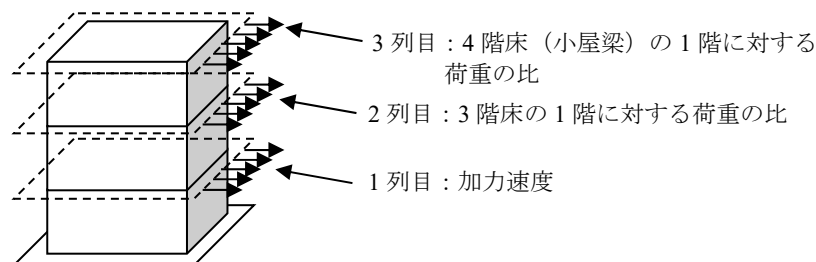 3 列目：4 階床（小屋梁）の 1 階に対する
荷重の比
2 列目：3 階床の 1 階に対する荷重の比
1 列目：加力速度